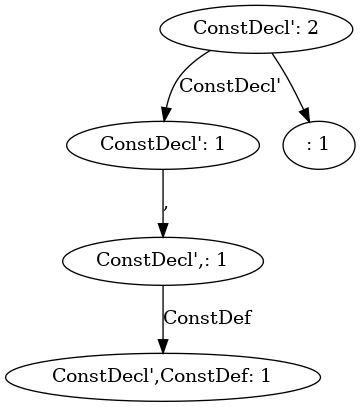 ConstDecl': 2
ConstDecl'
ConstDecl': 1
: 1
,
ConstDecl',: 1
ConstDef
ConstDecl',ConstDef: 1